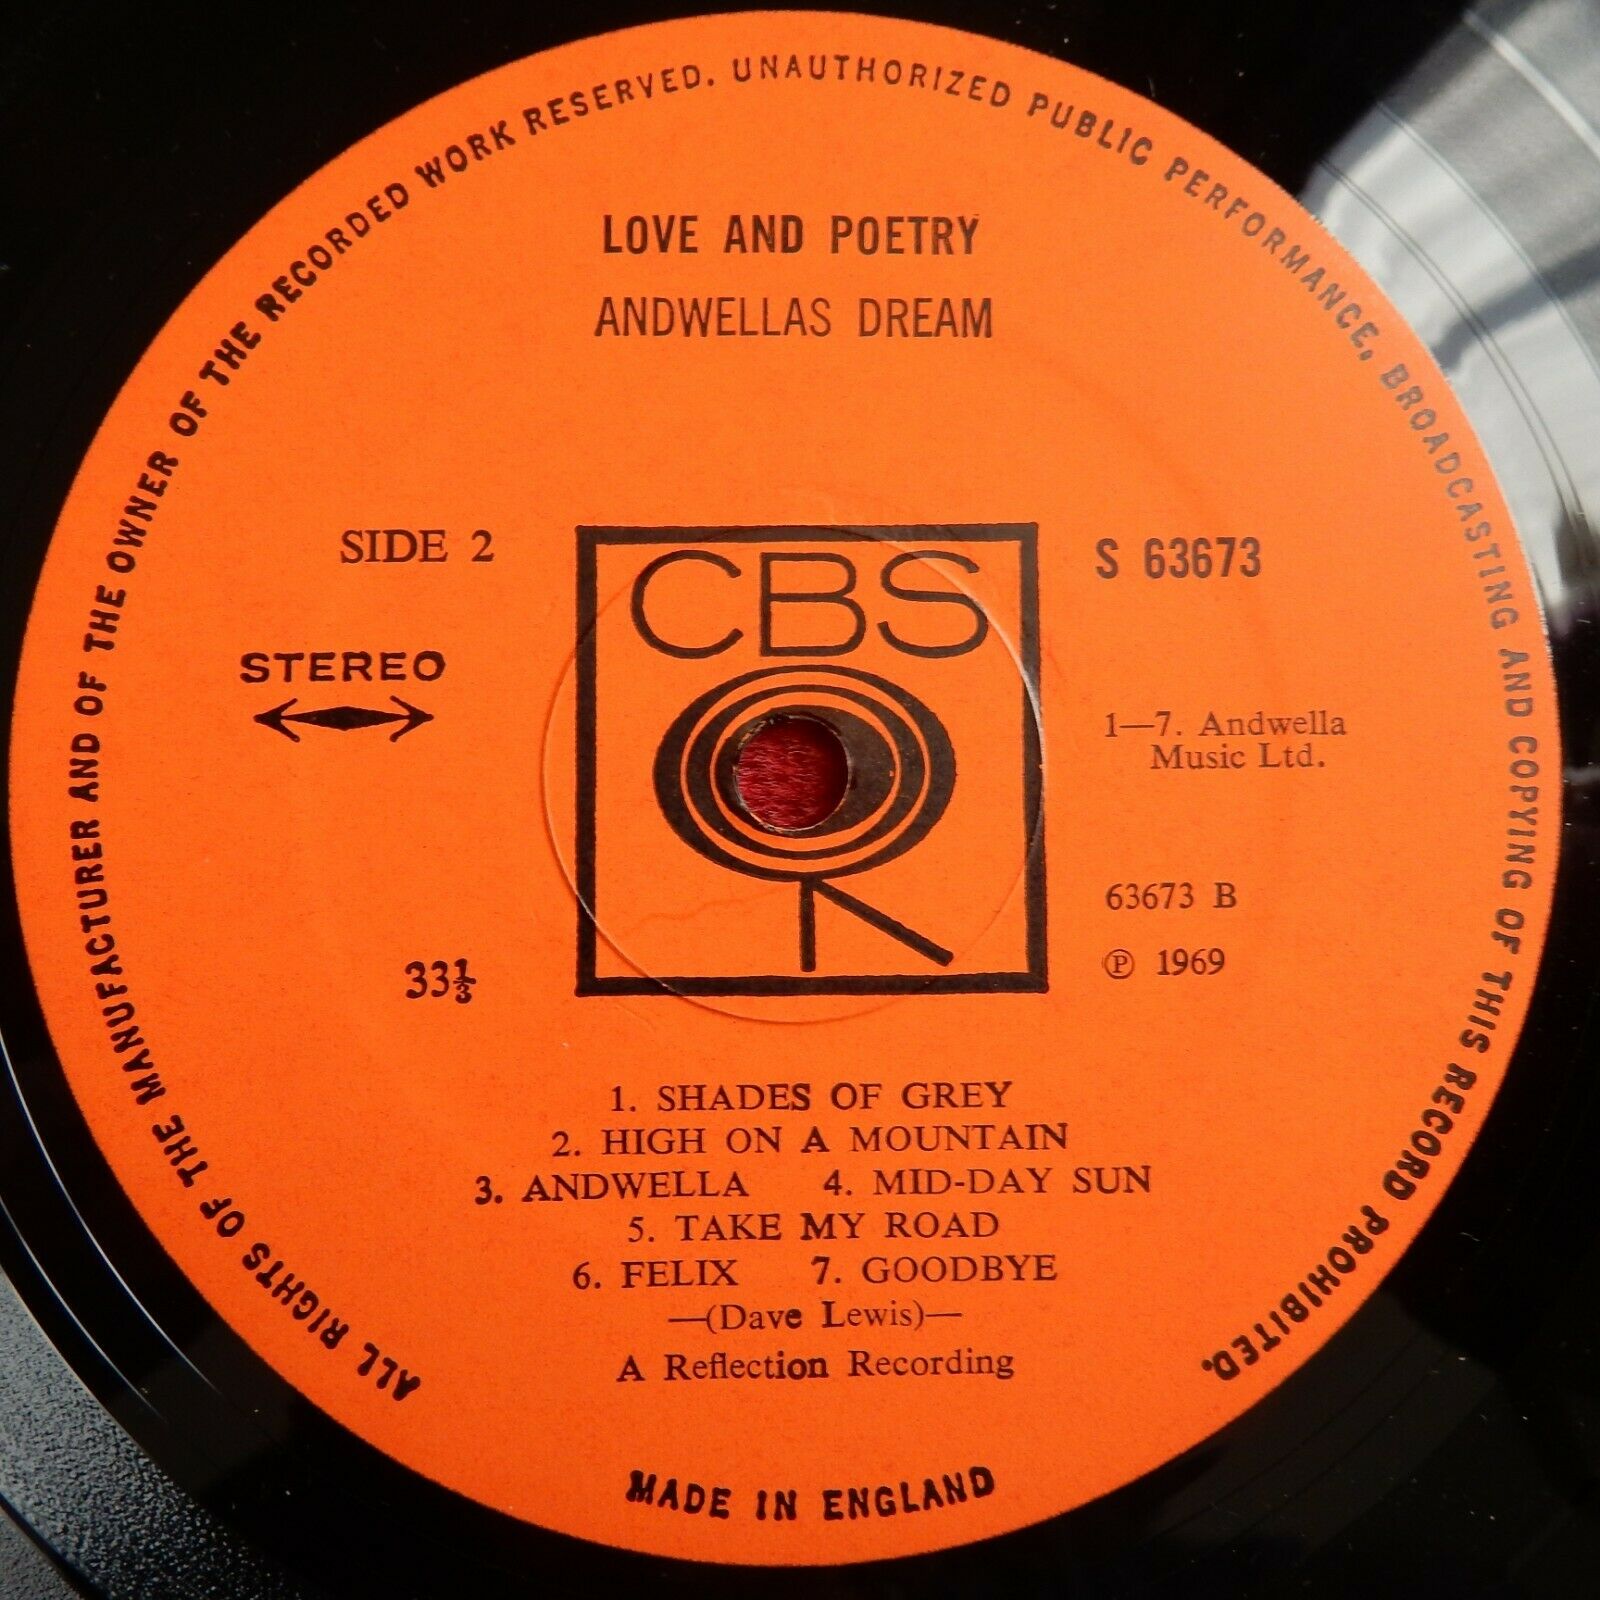 ALL RIGHTS OF THE MANUFACTURER AND OF THE OWNER OF THE RECORDED WORK RESERVED. UNAUTHORIZED PUBLIC PERFORMANCE, BROADCASTING AND COPYING OF THIS RECORD PROHIBITED.
LOVE AND POETRY
ANDWELLAS DREAM
SIDE 2
CBS
S 63673
STEREO
1—7. Andwella
Music Ltd.
63673 B
33⅓
℗ 1969
1. SHADES OF GREY
2. HIGH ON A MOUNTAIN
3. ANDWELLA 4. MID-DAY SUN
5. TAKE MY ROAD
6. FELIX 7. GOODBYE
—(Dave Lewis)—
A Reflection Recording
MADE IN ENGLAND